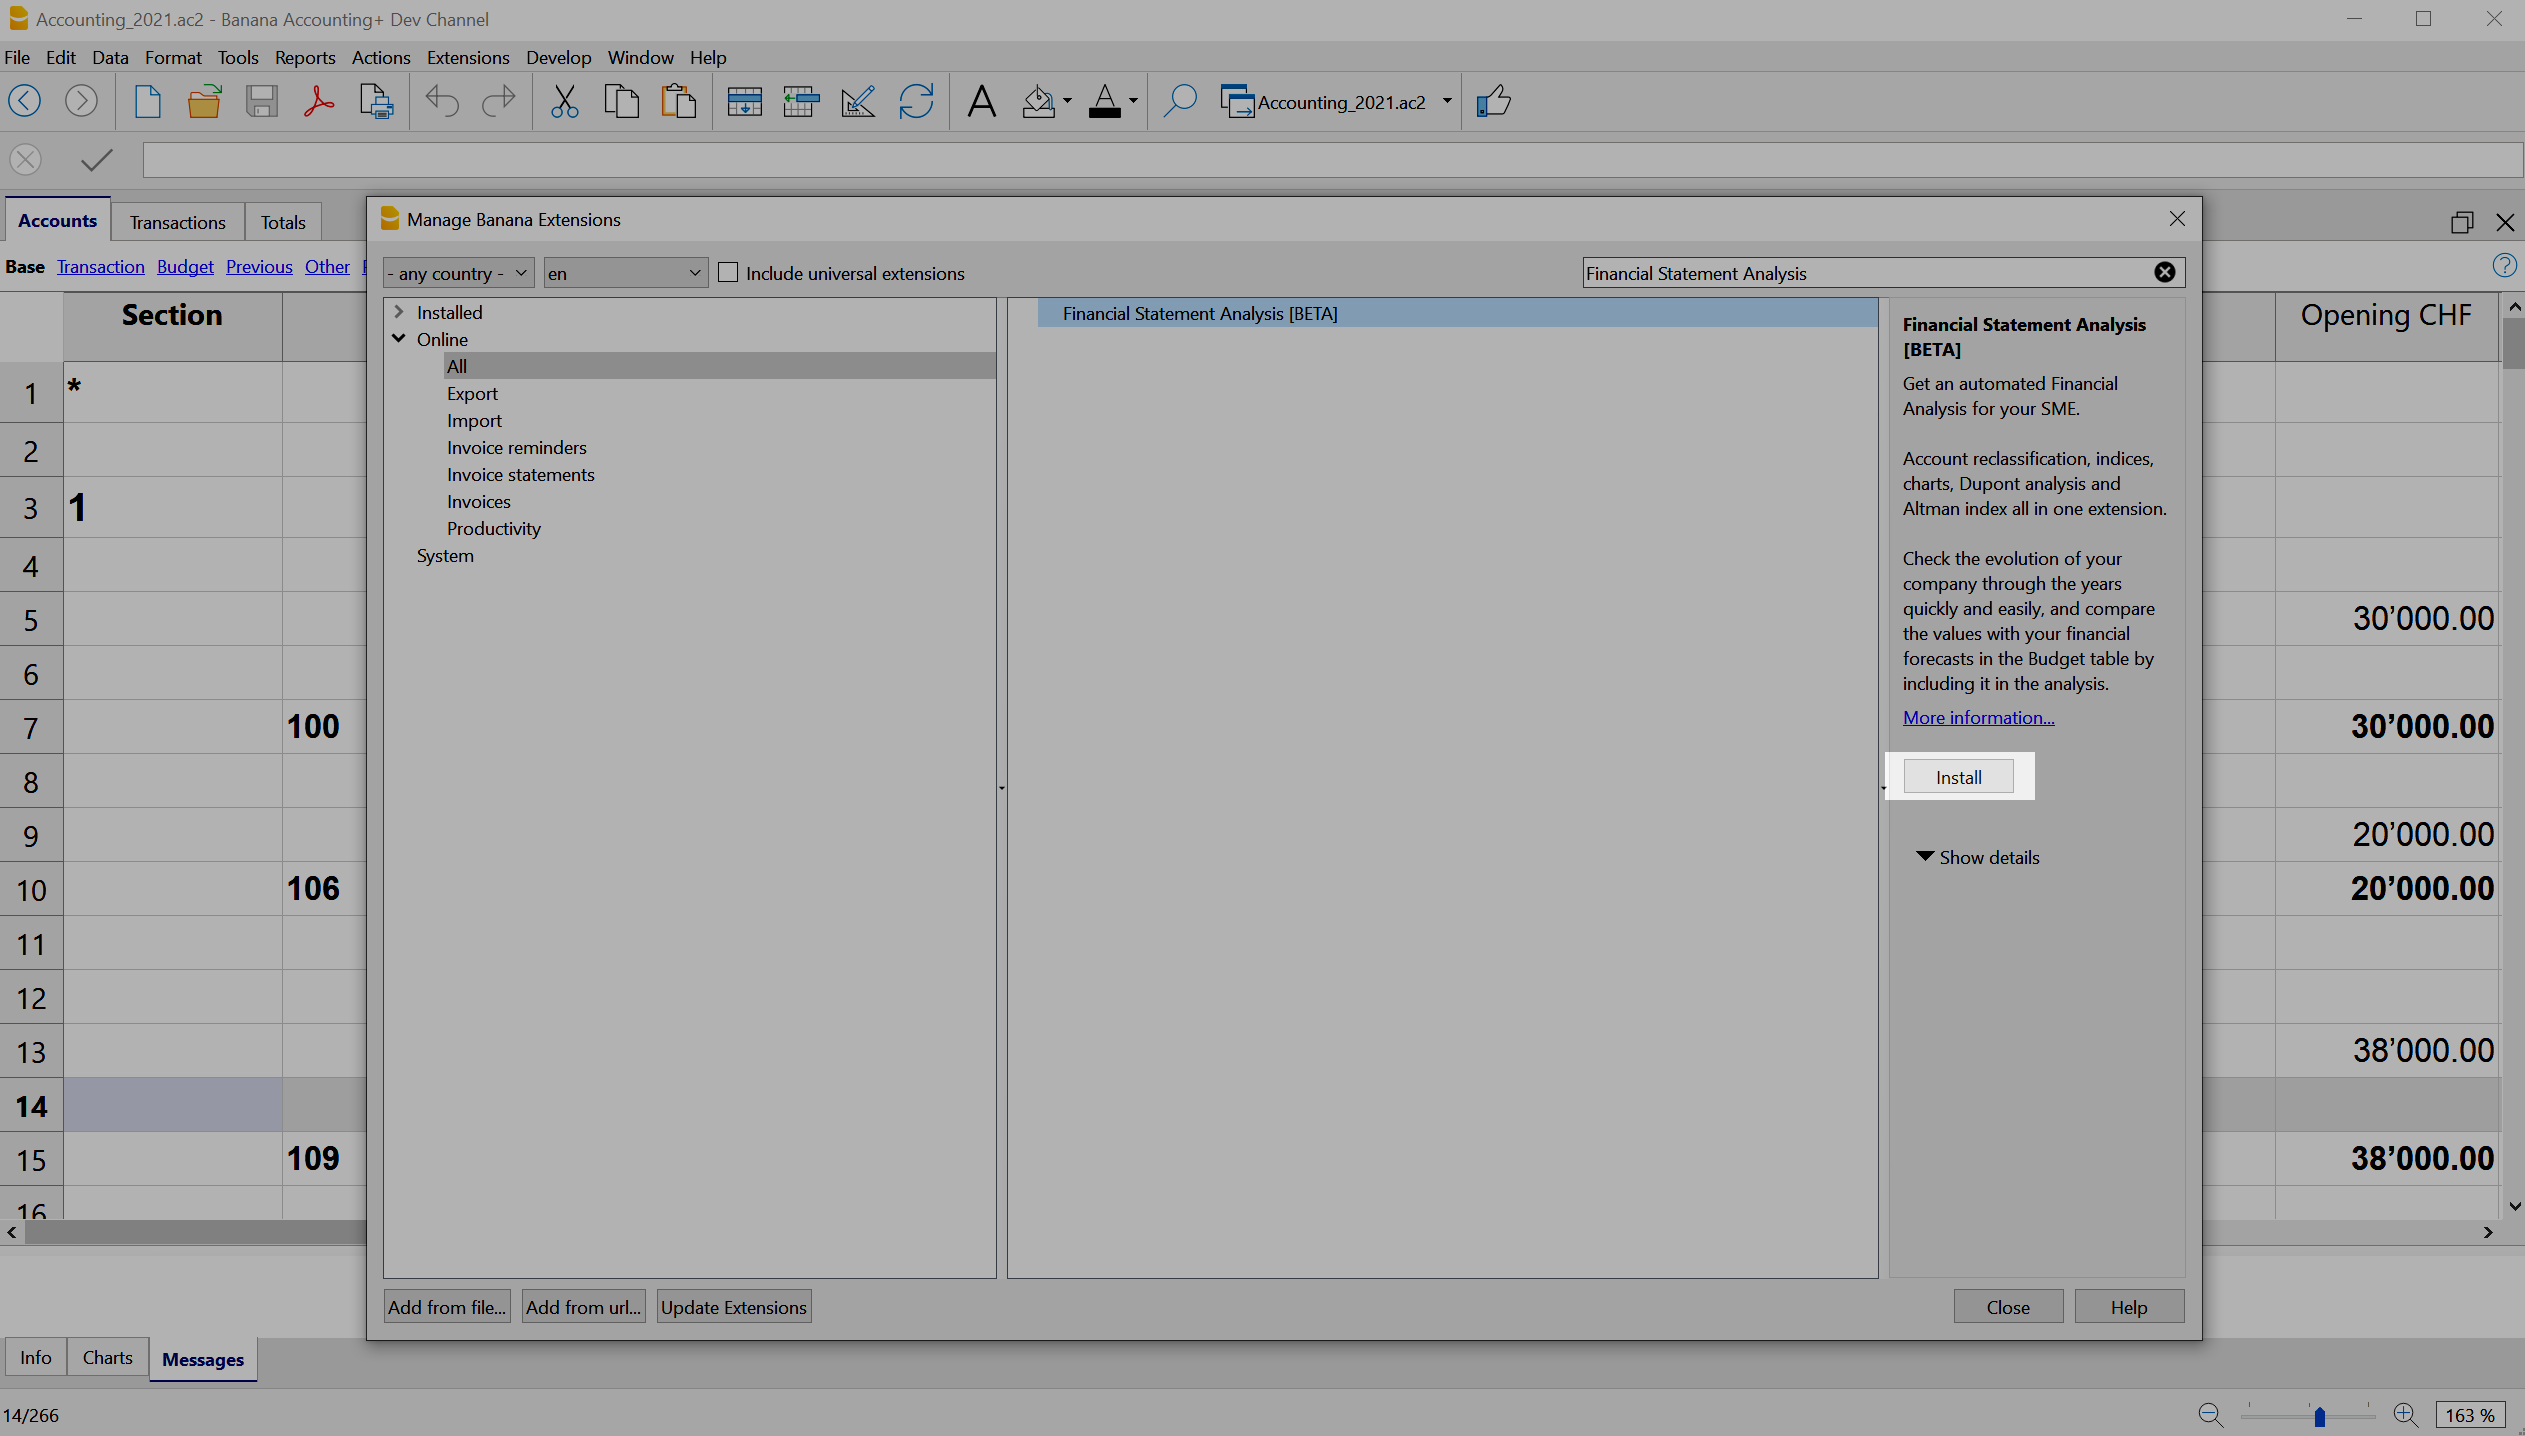 Accounting_2021.ac2 - Banana Accounting+ Dev Channel
File Edit Data Format Tools Reports Actions Extensions Develop Window Help
Accounting_2021.ac2
Accounts Transactions Totals
Manage Banana Extensions
Base Transaction Budget Previous Other
- any country - en Include universal extensions Financial Statement Analysis
Section
Opening CHF
Installed
Online
All
Export
Import
Invoice reminders
Invoice statements
Invoices
Productivity
System
Financial Statement Analysis [BETA]
Financial Statement Analysis
[BETA]
Get an automated Financial
Analysis for your SME.
Account reclassification, indices,
charts, Dupont analysis and
Altman index all in one extension.
Check the evolution of your
company through the years
quickly and easily, and compare
the values with your financial
forecasts in the Budget table by
including it in the analysis.
More information...
Install
Show details
1 *
2
3 1
4
5 30’000.00
6
7 100 30’000.00
8
9 20’000.00
10 106 20’000.00
11
12
13 38’000.00
14
15 109 38’000.00
16
Add from file... Add from url... Update Extensions Close Help
Info Charts Messages
14/266 163 %